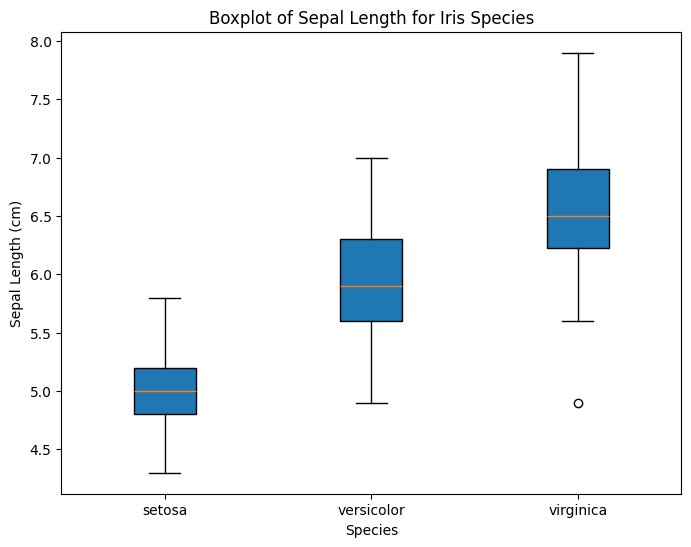 Boxplot of Sepal Length for Iris Species
8.0
7.5
7.0
6.5
6.0
5.5
5.0
4.5
Sepal Length (cm)
setosa
versicolor
virginica
Species